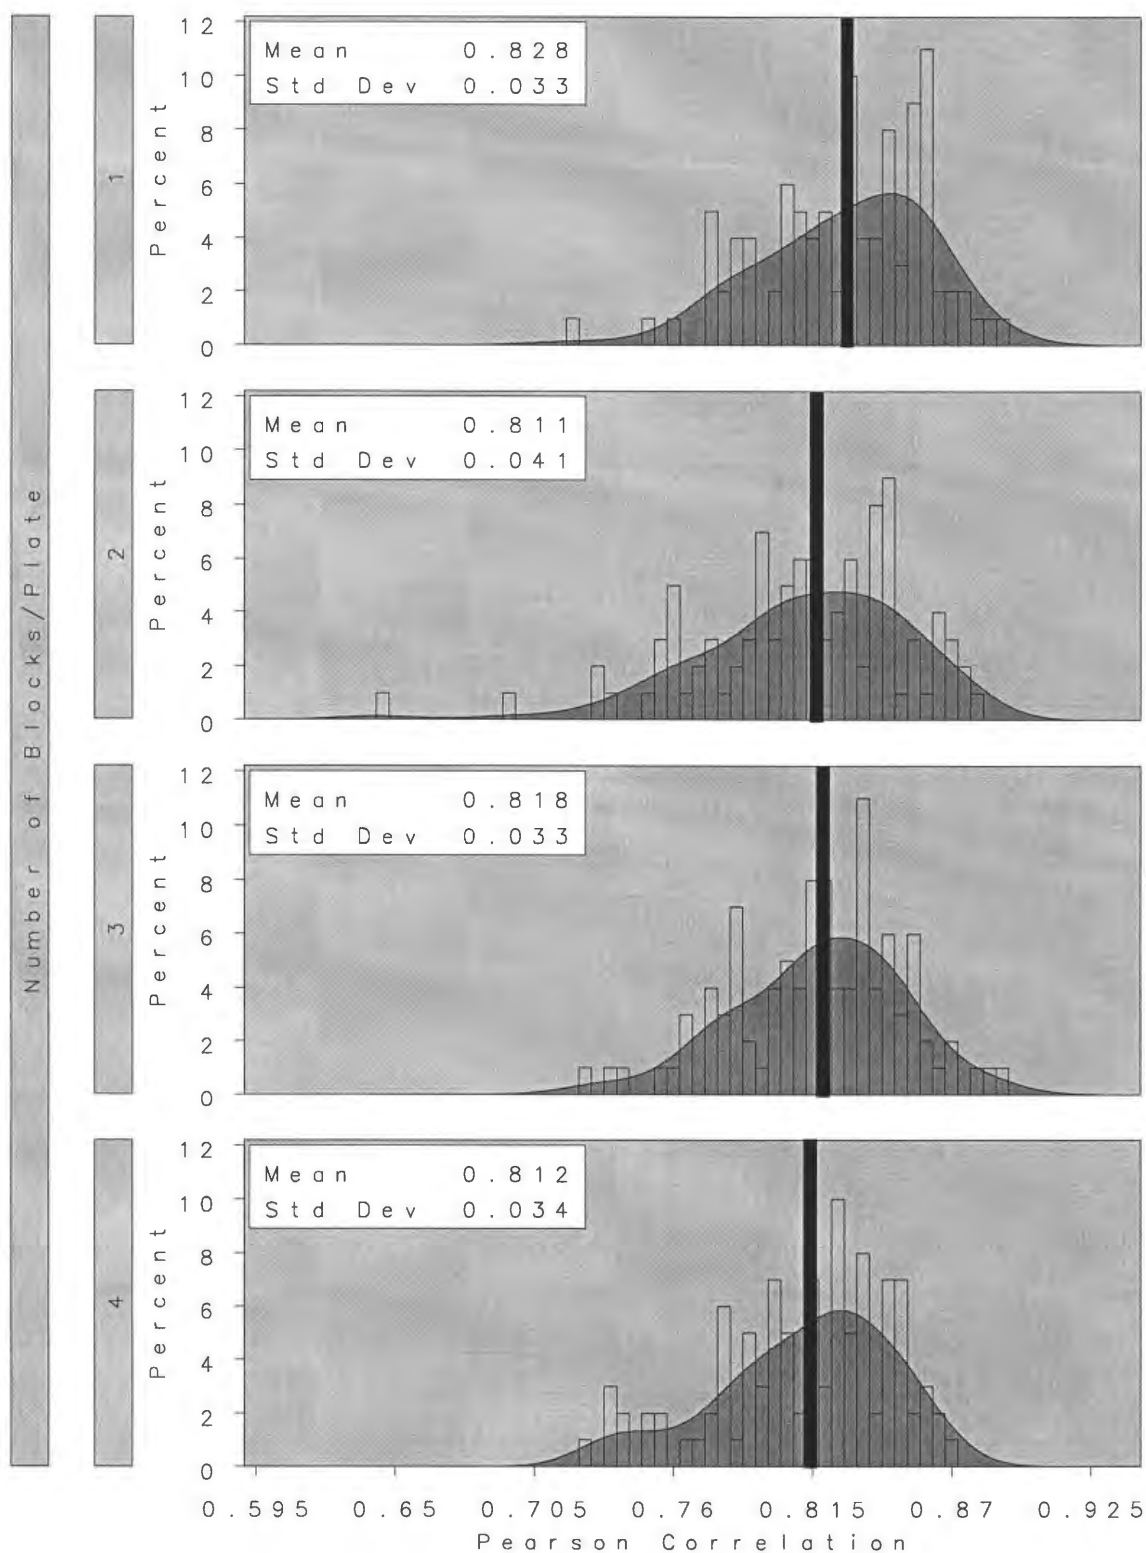 Number of Blocks/Plate
1
Percent
12
10
8
6
4
2
0
Mean 0.828
Std Dev 0.033
2
Percent
12
10
8
6
4
2
0
Mean 0.811
Std Dev 0.041
3
Percent
12
10
8
6
4
2
0
Mean 0.818
Std Dev 0.033
4
Percent
12
10
8
6
4
2
0
Mean 0.812
Std Dev 0.034
0.595 0.65 0.705 0.76 0.815 0.87 0.925
Pearson Correlation